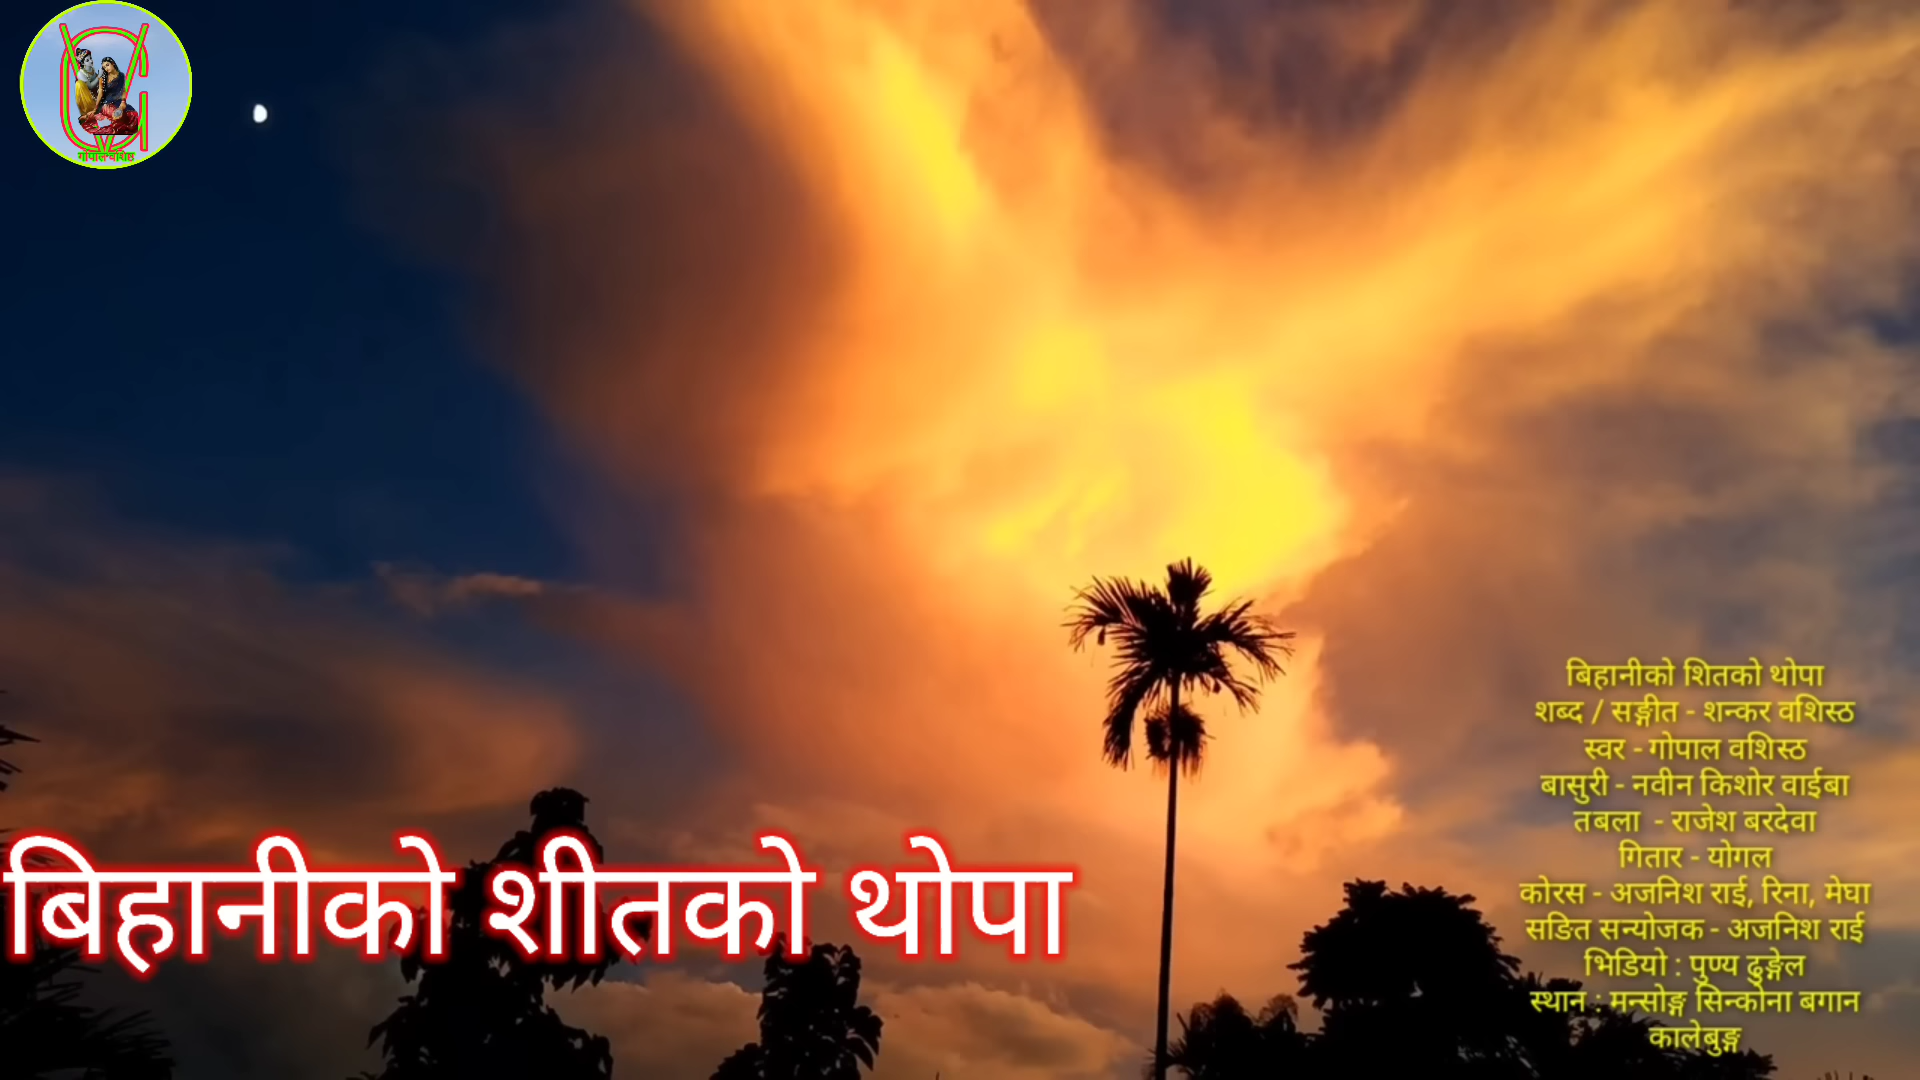 गोपाल वशिष्ठ
बिहानीको शीतको थोपा
बिहानीको शितको थोपा
शब्द / सङ्गीत - शन्कर वशिस्ठ
स्वर - गोपाल वशिस्ठ
बासुरी - नवीन किशोर वाईबा
तबला - राजेश बरदेवा
गितार - योगल
कोरस - अजनिश राई, रिना, मेघा
सङित सन्योजक - अजनिश राई
भिडियो : पुण्य ढुङ्गेल
स्थान : मन्सोङ्ग सिन्कोना बगान
कालेबुङ्ग